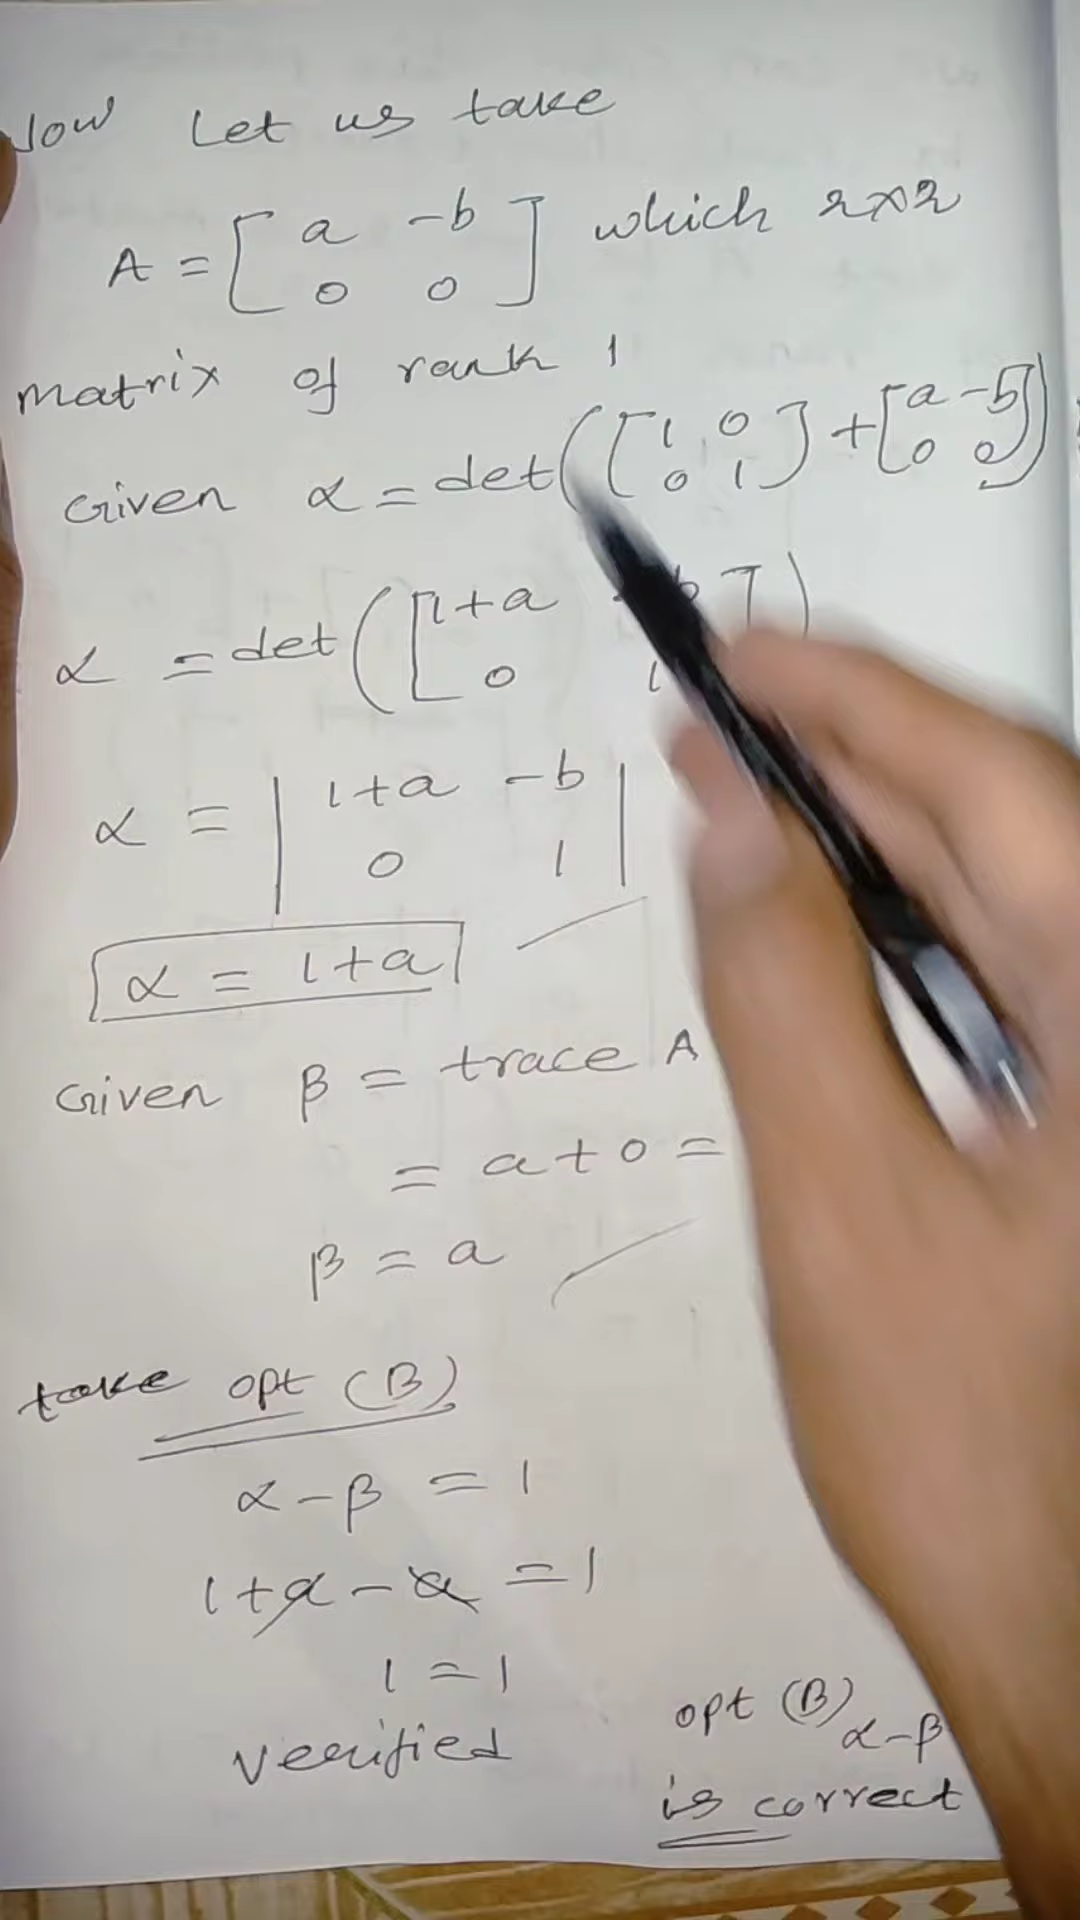 Now Let us take
A = [ a -b
0 0 ] which 2×2
matrix of rank 1
Given α = det( [ 1 0
0 1 ] + [ a -b
0 0 ] )
α = det( [ 1+a b
0 1 ] )
α = | 1+a -b
0 1 |
α = 1+a
Given β = trace A
= a + 0 =
β = a
take opt (B)
α - β = 1
1+a - a = 1
1 = 1
verified
opt (B)
α-β
is correct